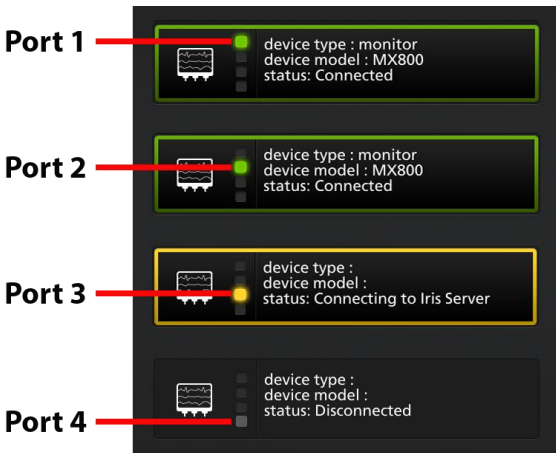 Port 1
device type : monitor
device model : MX800
status: Connected
Port 2
device type : monitor
device model : MX800
status: Connected
Port 3
device type :
device model :
status: Connecting to Iris Server
Port 4
device type :
device model :
status: Disconnected